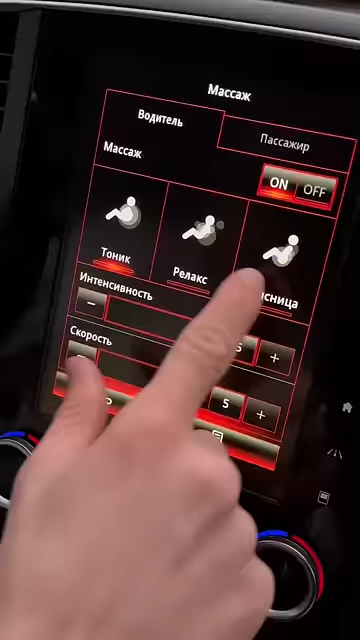 Массаж
Водитель
Пассажир
Массаж
ON OFF
Тоник
Релакс
Интенсивность
−
5 +
Скорость
5 +